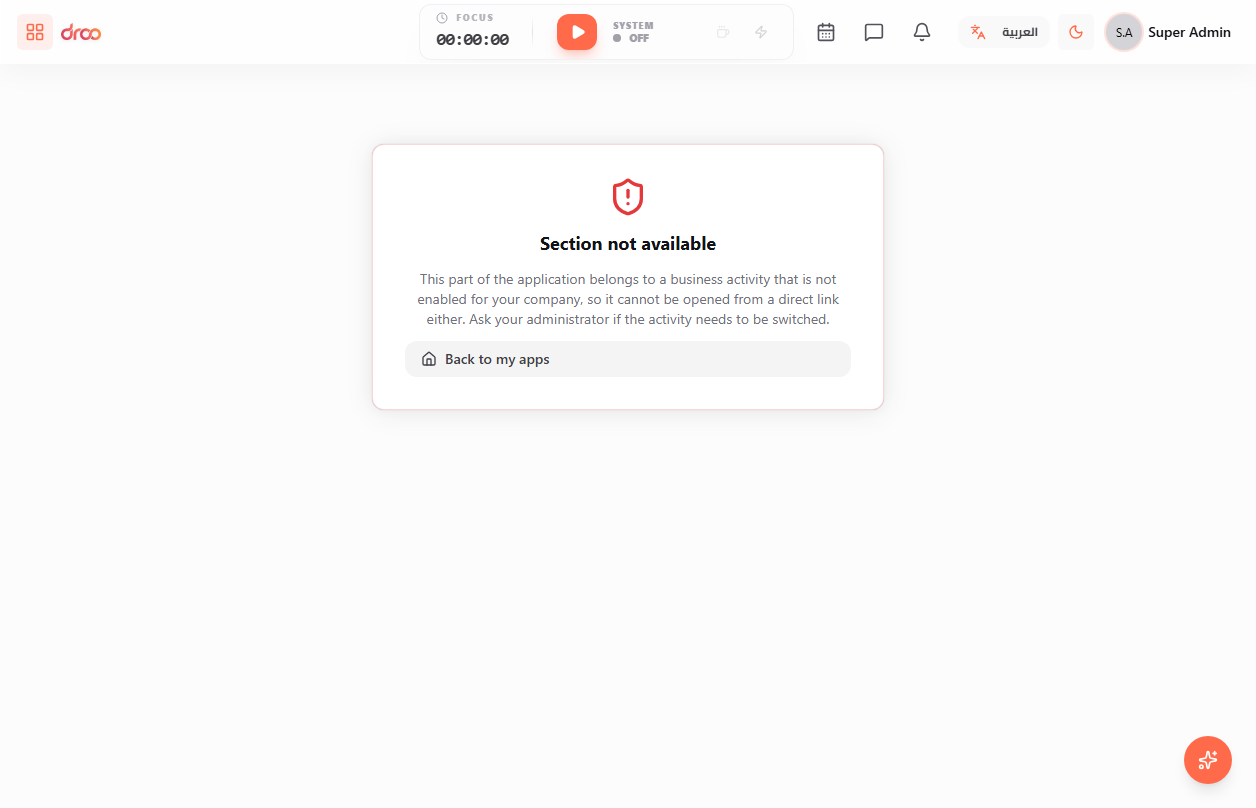 droo
FOCUS
00:00:00
SYSTEM
OFF
العربية
S.A
Super Admin
Section not available
This part of the application belongs to a business activity that is not
enabled for your company, so it cannot be opened from a direct link
either. Ask your administrator if the activity needs to be switched.
Back to my apps